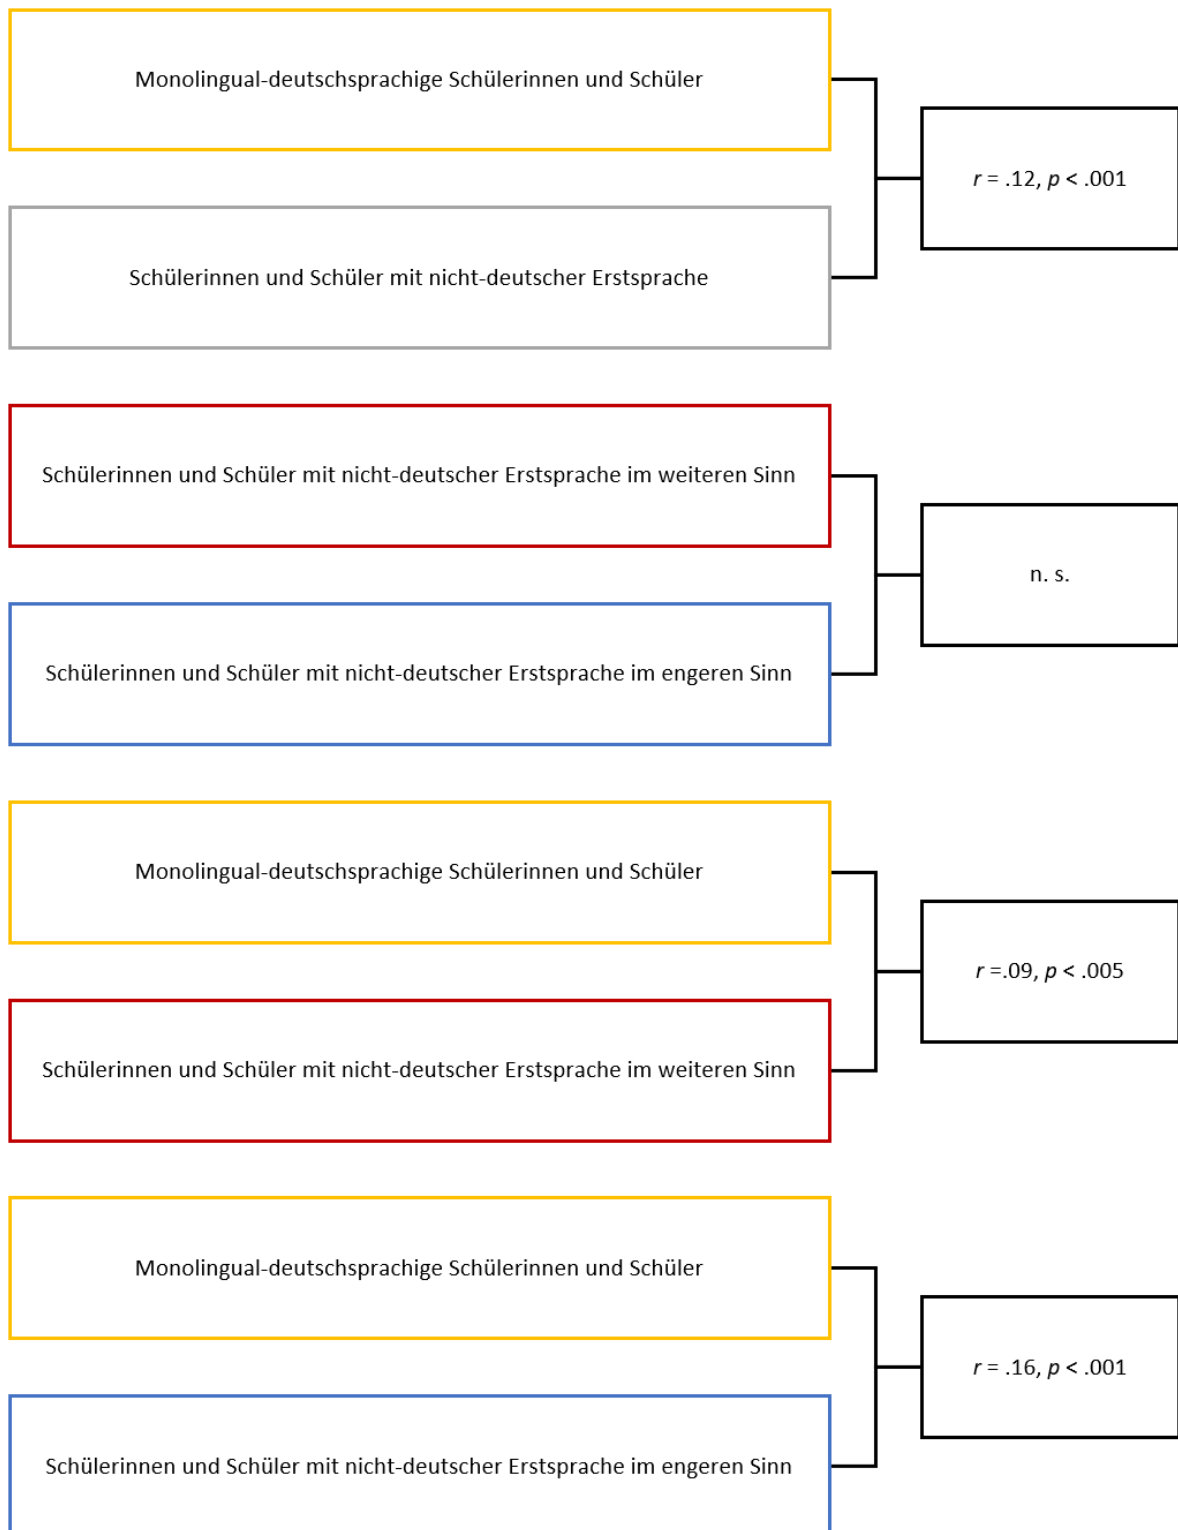 Monolingual-deutschsprachige Schülerinnen und Schüler
r = .12, p < .001
Schülerinnen und Schüler mit nicht-deutscher Erstsprache
Schülerinnen und Schüler mit nicht-deutscher Erstsprache im weiteren Sinn
n. s.
Schülerinnen und Schüler mit nicht-deutscher Erstsprache im engeren Sinn
Monolingual-deutschsprachige Schülerinnen und Schüler
r =.09, p < .005
Schülerinnen und Schüler mit nicht-deutscher Erstsprache im weiteren Sinn
Monolingual-deutschsprachige Schülerinnen und Schüler
r = .16, p < .001
Schülerinnen und Schüler mit nicht-deutscher Erstsprache im engeren Sinn